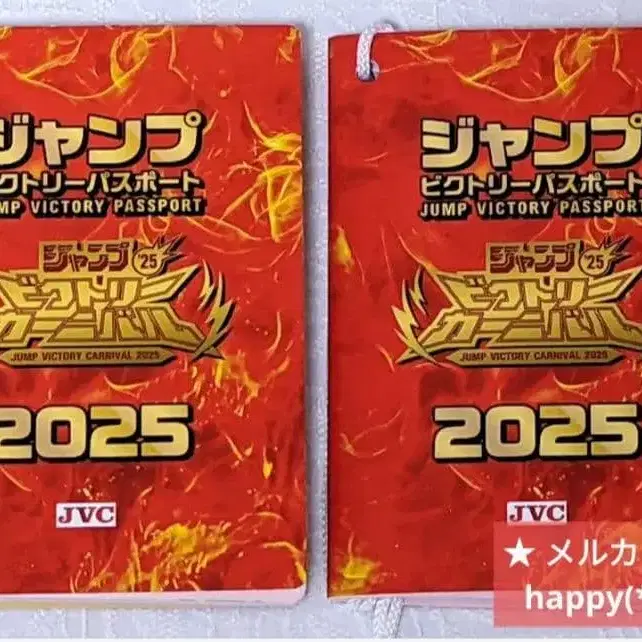 ジャンプ
ビクトリーパスポート
JUMP VICTORY PASSPORT
ジャンプ '25
ビクトリー
カーニバル
JUMP VICTORY CARNIVAL 2025
2025
JVC
ジャンプ
ビクトリーパスポート
JUMP VICTORY PASSPORT
ジャンプ '25
ビクトリー
カーニバル
JUMP VICTORY CARNIVAL 2025
2025
JVC
★ メルカ
happy(*